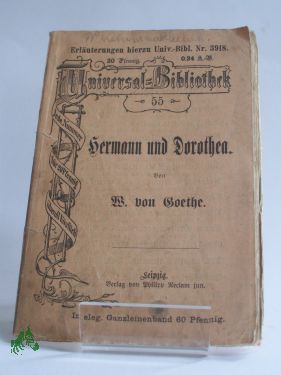 Erläuterungen hierzu Univ.-Bibl. Nr. 3918.
20 Pfennig.
0.24 K.-W.
Universal-Bibliothek
55
Hermann und Dorothea.
Von
W. von Goethe.
Leipzig.
Verlag von Philipp Reclam jun.
In eleg. Ganzleinenband 60 Pfennig.